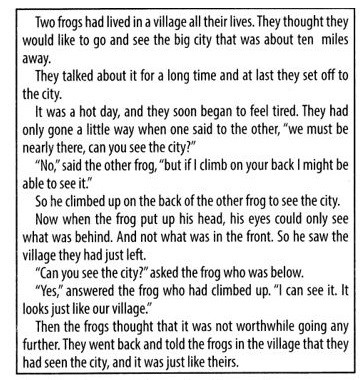 Two frogs had lived in a village all their lives. They thought they
would like to go and see the big city that was about ten miles
away.
They talked about it for a long time and at last they set off to
the city.
It was a hot day, and they soon began to feel tired. They had
only gone a little way when one said to the other, “we must be
nearly there, can you see the city?”
“No,” said the other frog, “but if I climb on your back I might be
able to see it.”
So he climbed up on the back of the other frog to see the city.
Now when the frog put up his head, his eyes could only see
what was behind. And not what was in the front. So he saw the
village they had just left.
“Can you see the city?” asked the frog who was below.
“Yes,” answered the frog who had climbed up. “I can see it. It
looks just like our village.”
Then the frogs thought that it was not worthwhile going any
further. They went back and told the frogs in the village that they
had seen the city, and it was just like theirs.